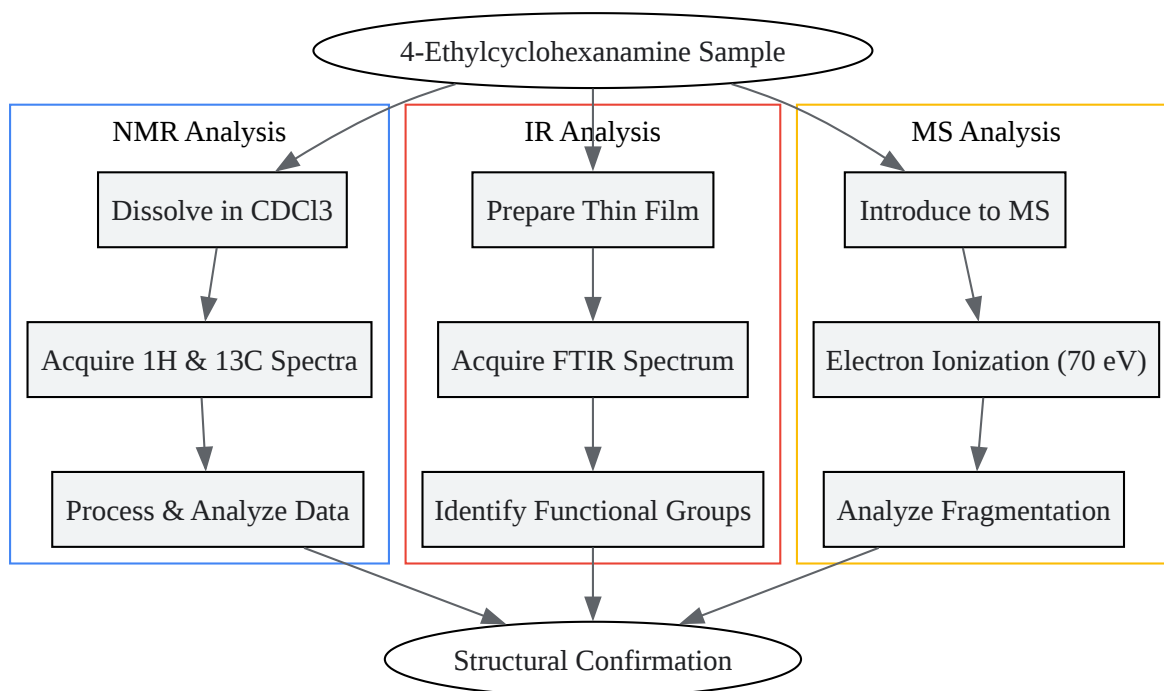 4-Ethylcyclohexanamine Sample
NMR Analysis
Dissolve in CDCl3
Acquire 1H & 13C Spectra
Process & Analyze Data
IR Analysis
Prepare Thin Film
Acquire FTIR Spectrum
Identify Functional Groups
MS Analysis
Introduce to MS
Electron Ionization (70 eV)
Analyze Fragmentation
Structural Confirmation